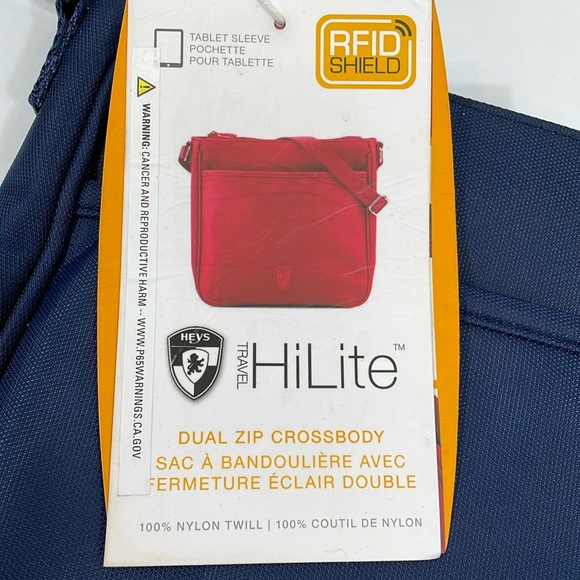 TABLET SLEEVE
POCHETTE
POUR TABLETTE
RFID
SHIELD
⚠ WARNING: CANCER AND REPRODUCTIVE HARM -- WWW.P65WARNINGS.CA.GOV
HEYS
TRAVEL
HiLite™
DUAL ZIP CROSSBODY
SAC À BANDOULIÈRE AVEC
FERMETURE ÉCLAIR DOUBLE
100% NYLON TWILL | 100% COUTIL DE NYLON